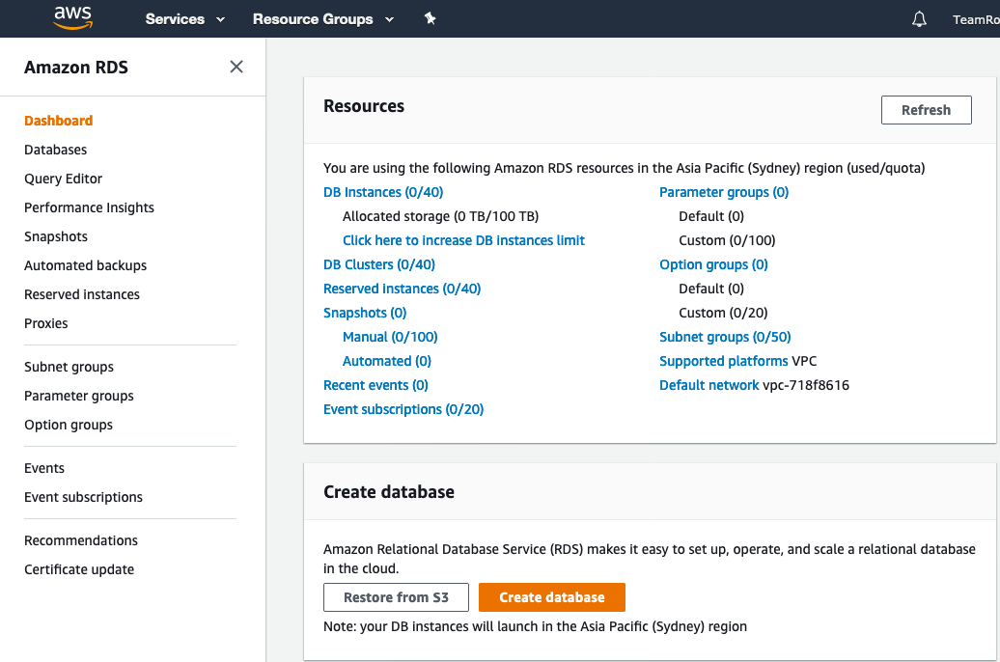 aws Services Resource Groups TeamRo
Amazon RDS
Dashboard
Databases
Query Editor
Performance Insights
Snapshots
Automated backups
Reserved instances
Proxies
Subnet groups
Parameter groups
Option groups
Events
Event subscriptions
Recommendations
Certificate update
Resources
Refresh
You are using the following Amazon RDS resources in the Asia Pacific (Sydney) region (used/quota)
DB Instances (0/40)
Allocated storage (0 TB/100 TB)
Click here to increase DB instances limit
DB Clusters (0/40)
Reserved instances (0/40)
Snapshots (0)
Manual (0/100)
Automated (0)
Recent events (0)
Event subscriptions (0/20)
Parameter groups (0)
Default (0)
Custom (0/100)
Option groups (0)
Default (0)
Custom (0/20)
Subnet groups (0/50)
Supported platforms VPC
Default network vpc-718f8616
Create database
Amazon Relational Database Service (RDS) makes it easy to set up, operate, and scale a relational database
in the cloud.
Restore from S3 Create database
Note: your DB instances will launch in the Asia Pacific (Sydney) region